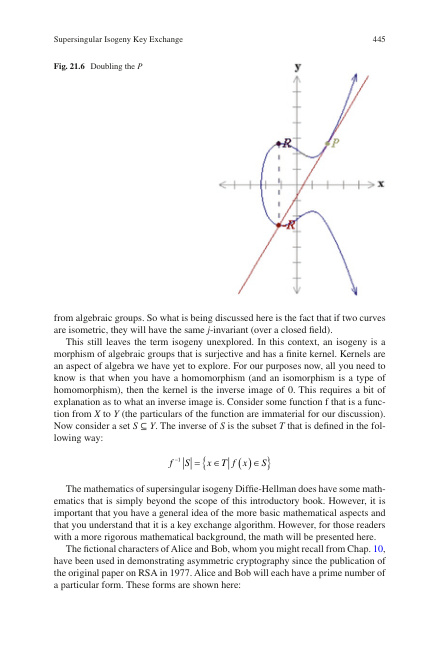 Supersingular Isogeny Key Exchange 445
Fig. 21.6 Doubling the P
y
R
P
x
-R
from algebraic groups. So what is being discussed here is the fact that if two curves
are isometric, they will have the same j-invariant (over a closed field).
This still leaves the term isogeny unexplored. In this context, an isogeny is a
morphism of algebraic groups that is surjective and has a finite kernel. Kernels are
an aspect of algebra we have yet to explore. For our purposes now, all you need to
know is that when you have a homomorphism (and an isomorphism is a type of
homomorphism), then the kernel is the inverse image of 0. This requires a bit of
explanation as to what an inverse image is. Consider some function f that is a func-
tion from X to Y (the particulars of the function are immaterial for our discussion).
Now consider a set S ⊆ Y. The inverse of S is the subset T that is defined in the fol-
lowing way:
f⁻¹|S| = {x ∈ T| f(x) ∈ S}
The mathematics of supersingular isogeny Diffie-Hellman does have some math-
ematics that is simply beyond the scope of this introductory book. However, it is
important that you have a general idea of the more basic mathematical aspects and
that you understand that it is a key exchange algorithm. However, for those readers
with a more rigorous mathematical background, the math will be presented here.
The fictional characters of Alice and Bob, whom you might recall from Chap. 10,
have been used in demonstrating asymmetric cryptography since the publication of
the original paper on RSA in 1977. Alice and Bob will each have a prime number of
a particular form. These forms are shown here: